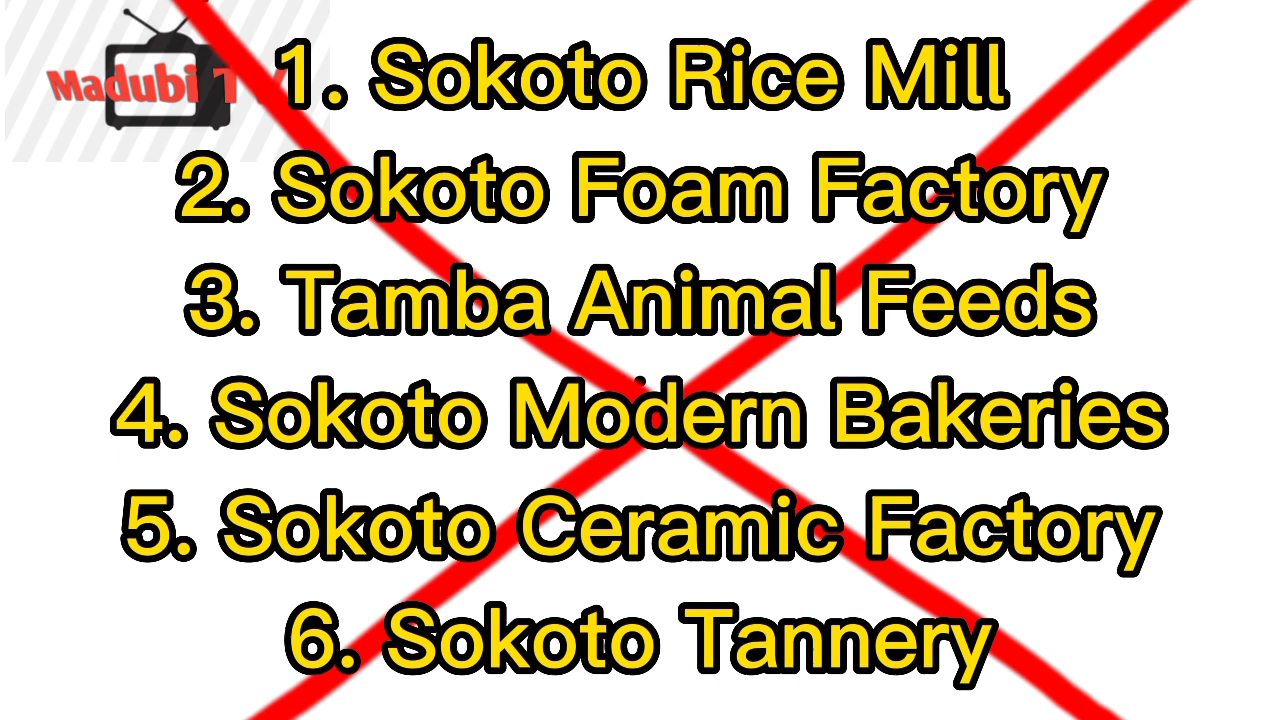 Madubi TV
1. Sokoto Rice Mill
2. Sokoto Foam Factory
3. Tamba Animal Feeds
4. Sokoto Modern Bakeries
5. Sokoto Ceramic Factory
6. Sokoto Tannery